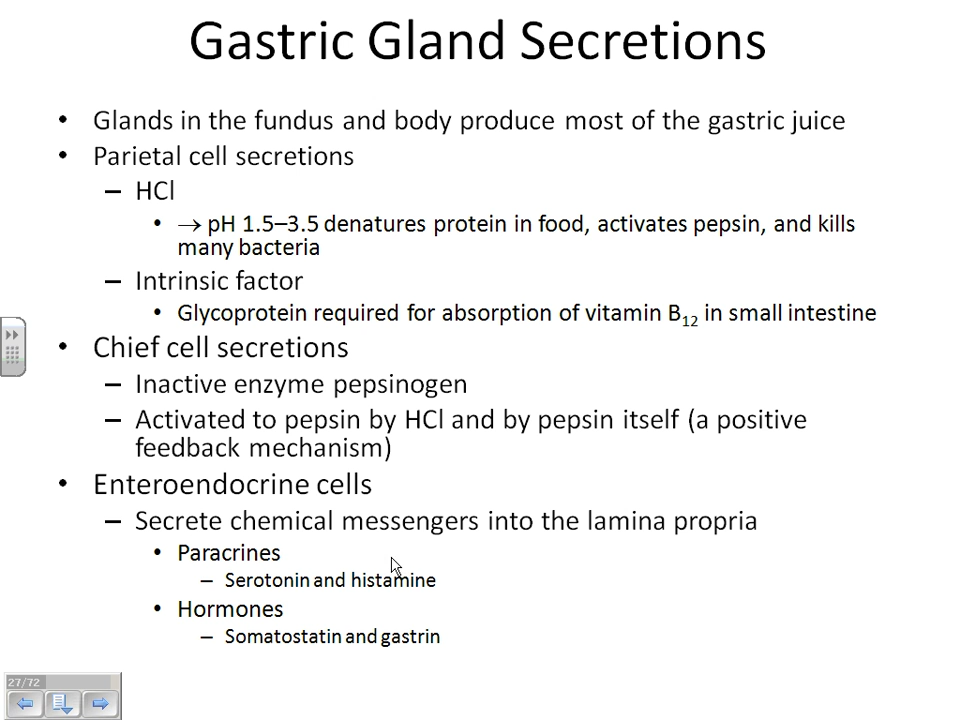 Gastric Gland Secretions
• Glands in the fundus and body produce most of the gastric juice
• Parietal cell secretions
– HCl
• → pH 1.5–3.5 denatures protein in food, activates pepsin, and kills
many bacteria
– Intrinsic factor
• Glycoprotein required for absorption of vitamin B12 in small intestine
• Chief cell secretions
– Inactive enzyme pepsinogen
– Activated to pepsin by HCl and by pepsin itself (a positive
feedback mechanism)
• Enteroendocrine cells
– Secrete chemical messengers into the lamina propria
• Paracrines
– Serotonin and histamine
• Hormones
– Somatostatin and gastrin
27/72